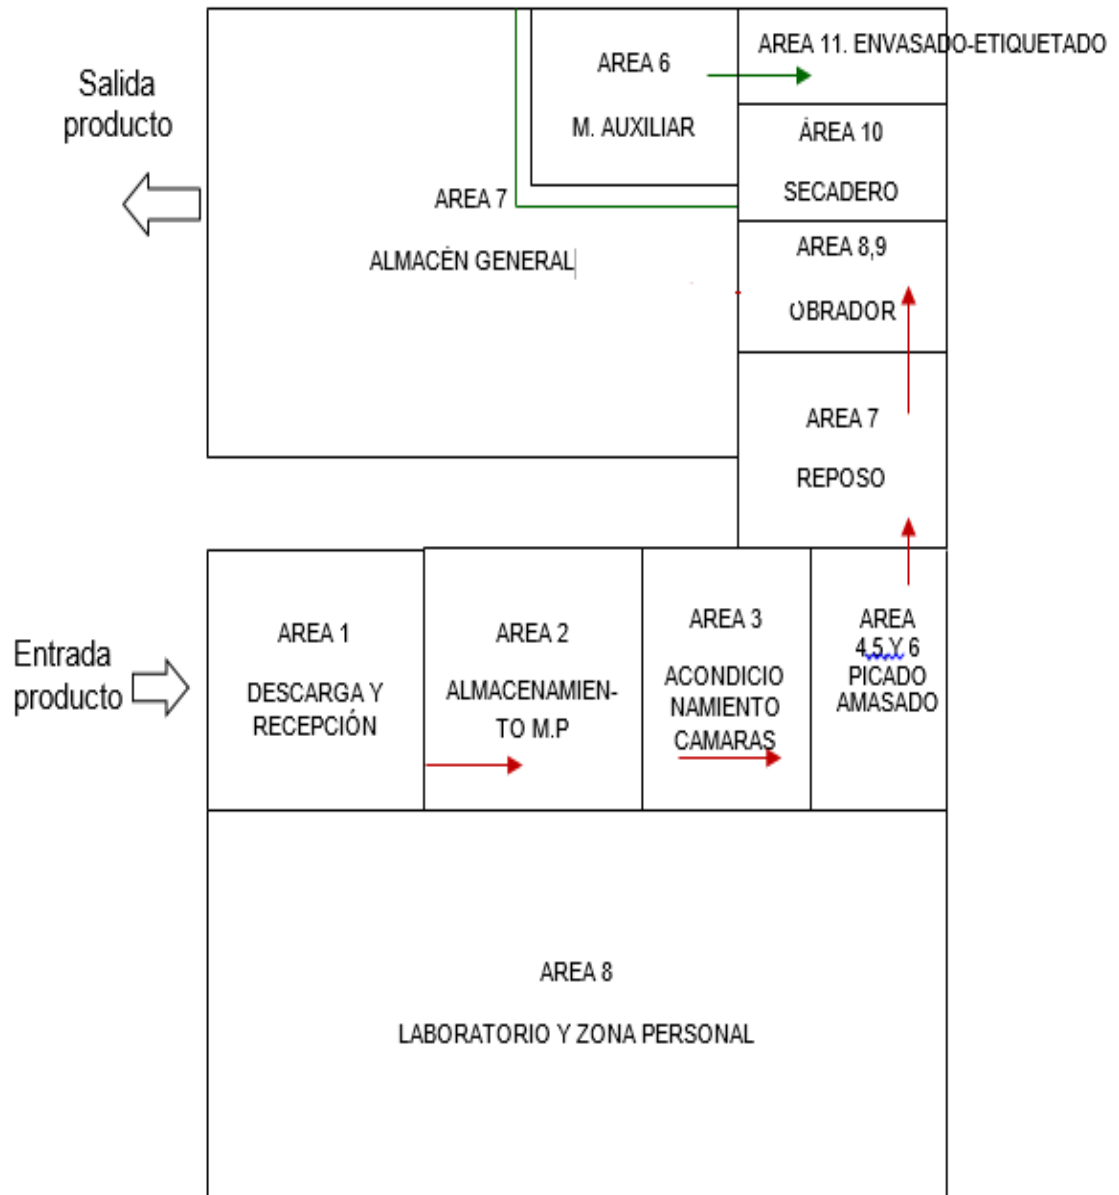 Salida
producto
AREA 6
M. AUXILIAR
AREA 11. ENVASADO-ETIQUETADO
ÁREA 10
SECADERO
AREA 7
ALMACÉN GENERAL
AREA 8,9
OBRADOR
AREA 7
REPOSO
Entrada
producto
AREA 1
DESCARGA Y
RECEPCIÓN
AREA 2
ALMACENAMIEN-
TO M.P
AREA 3
ACONDICIO
NAMIENTO
CAMARAS
AREA
4,5 Y 6
PICADO
AMASADO
AREA 8
LABORATORIO Y ZONA PERSONAL